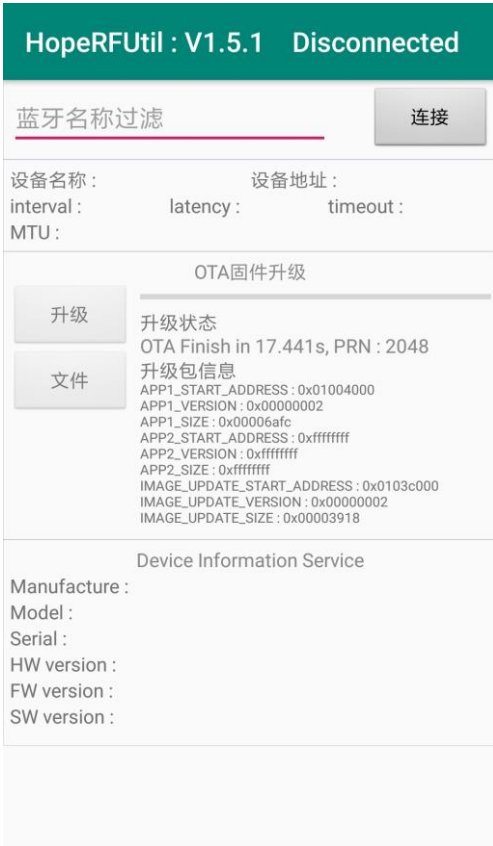 HopeRFUtil : V1.5.1 Disconnected
蓝牙名称过滤 连接
设备名称 : 设备地址 :
interval : latency : timeout :
MTU :
OTA固件升级
升级
升级状态
OTA Finish in 17.441s, PRN : 2048
文件
升级包信息
APP1_START_ADDRESS : 0x01004000
APP1_VERSION : 0x00000002
APP1_SIZE : 0x00006afc
APP2_START_ADDRESS : 0xffffffff
APP2_VERSION : 0xffffffff
APP2_SIZE : 0xffffffff
IMAGE_UPDATE_START_ADDRESS : 0x0103c000
IMAGE_UPDATE_VERSION : 0x00000002
IMAGE_UPDATE_SIZE : 0x00003918
Device Information Service
Manufacture :
Model :
Serial :
HW version :
FW version :
SW version :